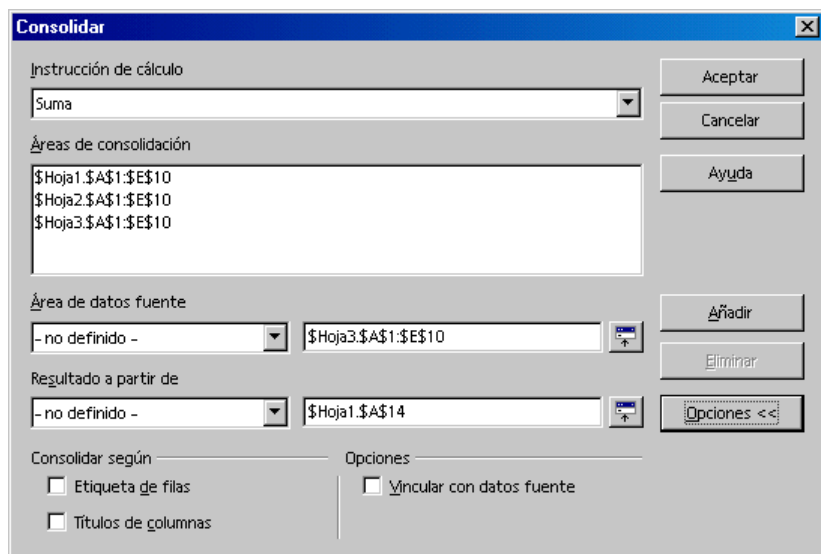 Consolidar
Instrucción de cálculo
Suma
Áreas de consolidación
$Hoja1.$A$1:$E$10
$Hoja2.$A$1:$E$10
$Hoja3.$A$1:$E$10
Área de datos fuente
- no definido -
$Hoja3.$A$1:$E$10
Resultado a partir de
- no definido -
$Hoja1.$A$14
Consolidar según
Etiqueta de filas
Títulos de columnas
Opciones
Vincular con datos fuente
Aceptar
Cancelar
Ayuda
Añadir
Eliminar
Opciones <<